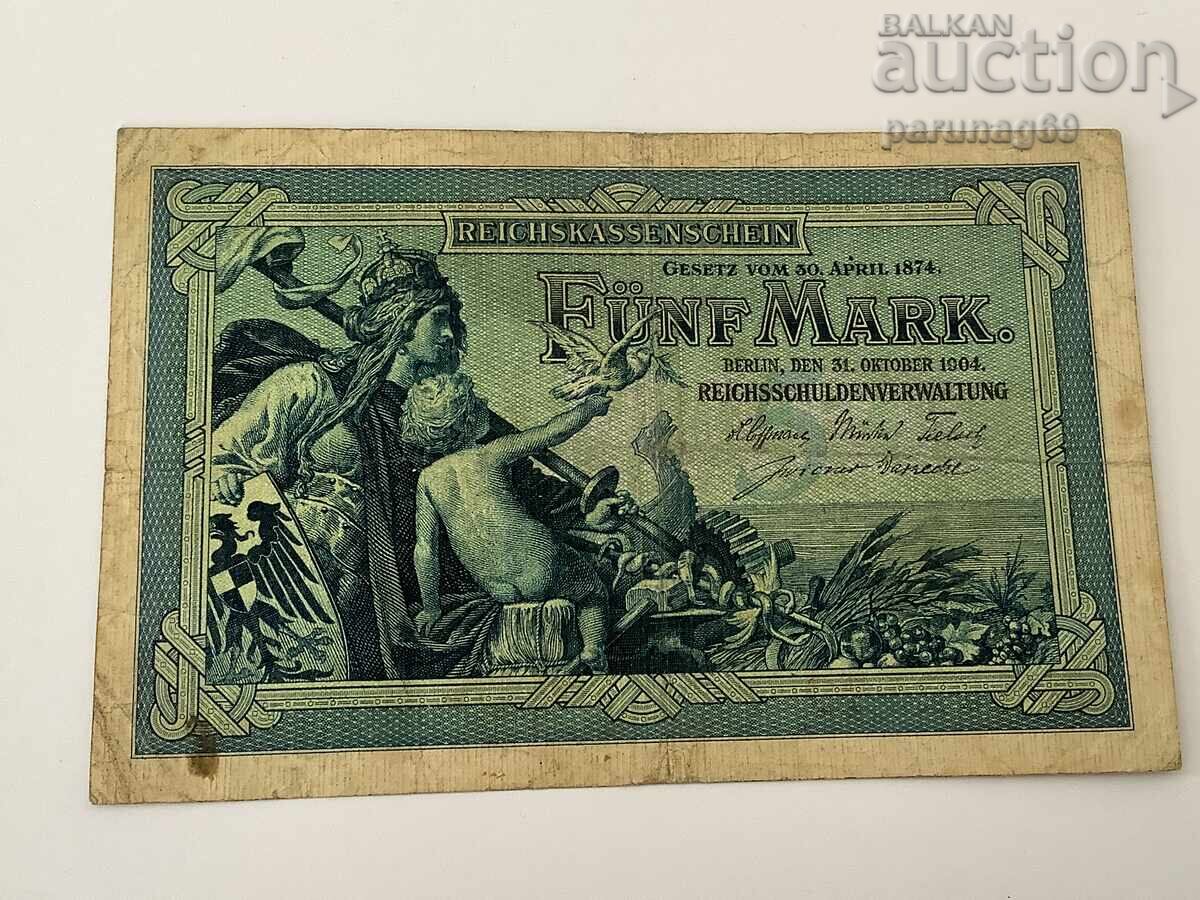 BALKAN
auction
parunag69
REICHSKASSENSCHEIN
GESETZ VOM 30. APRIL 1874.
FÜNF MARK.
BERLIN, DEN 31. OKTOBER 1904.
REICHSSCHULDENVERWALTUNG